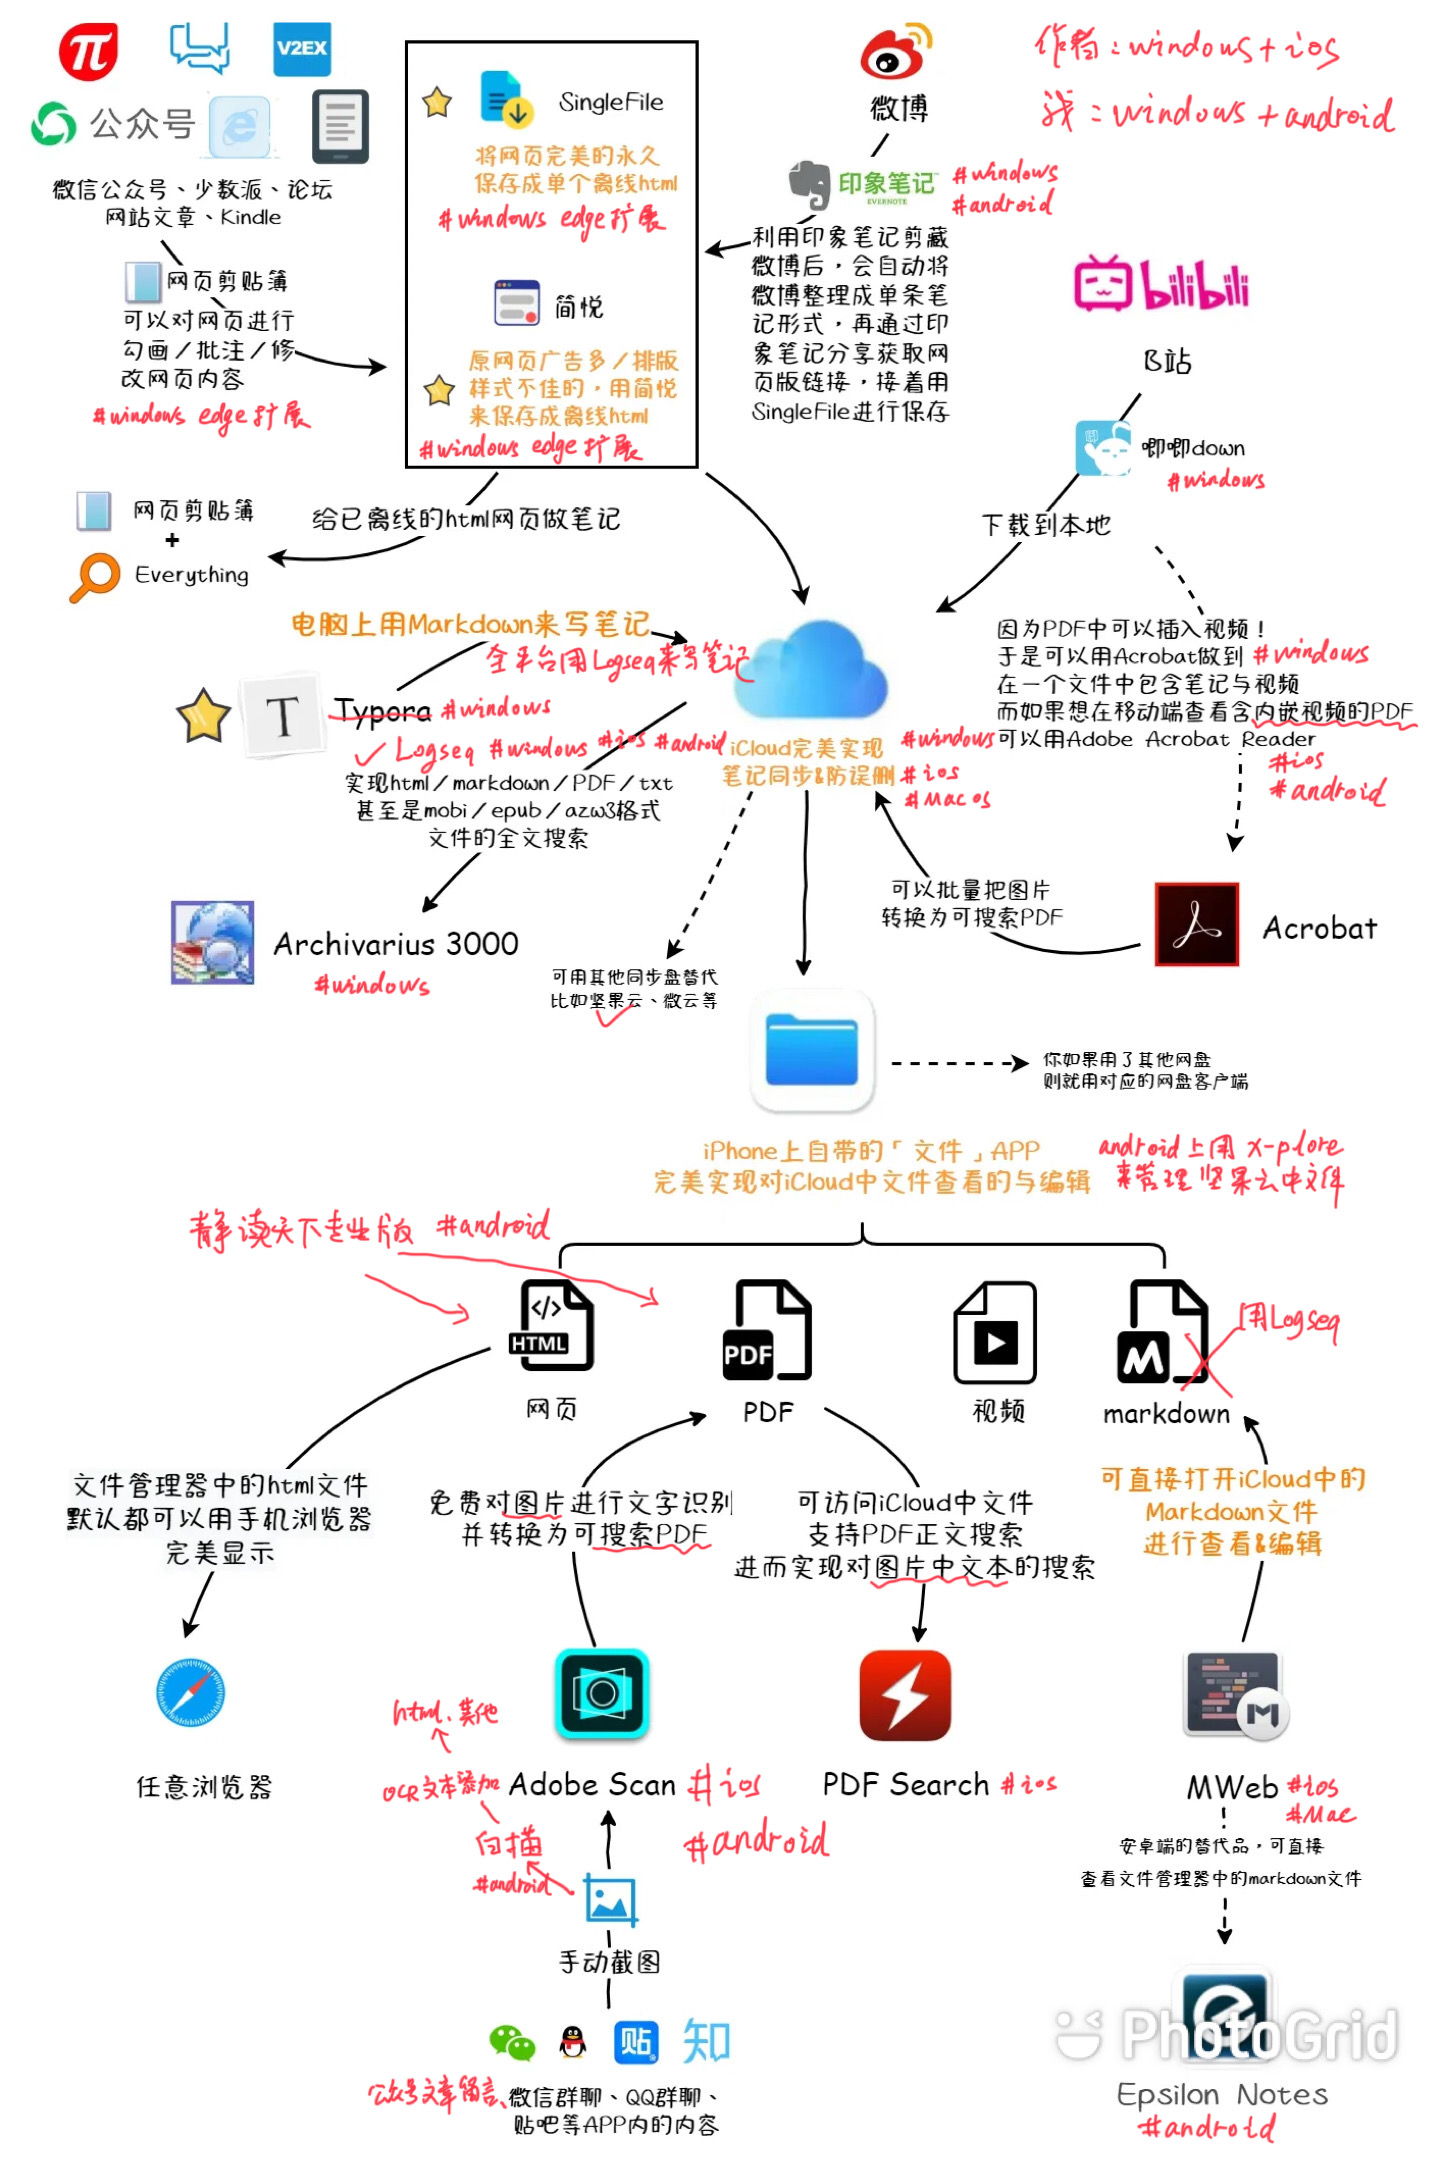 V2EX
公众号
微信公众号、少数派、论坛
网站文章、Kindle
网页剪贴簿
可以对网页进行
勾画/批注/修
改网页内容
#windows edge扩展
SingleFile
将网页完美的永久
保存成单个离线html
#windows edge扩展
简悦
原网页广告多/排版
样式不佳的，用简悦
来保存成离线html
#windows edge扩展
微博
印象笔记
EVERNOTE
#windows
#android
利用印象笔记剪藏
微博后，会自动将
微博整理成单条笔
记形式，再通过印
象笔记分享获取网
页版链接，接着用
SingleFile进行保存
作者：windows+ios
我：windows+android
bilibili
B站
唧唧down
#windows
下载到本地
网页剪贴簿
+
Everything
给已离线的html网页做笔记
电脑上用Markdown来写笔记
全平台用Logseq来写笔记
T
Typora #windows
Logseq #windows #ios #android
实现html/markdown/PDF/txt
甚至是mobi/epub/azw3格式
文件的全文搜索
Archivarius 3000
#windows
iCloud完美实现
笔记同步&防误删
#windows
#ios
#Mac os
因为PDF中可以插入视频！
于是可以用Acrobat做到 #windows
在一个文件中包含笔记与视频
而如果想在移动端查看含内嵌视频的PDF
可以用Adobe Acrobat Reader
#ios
#android
可以批量把图片
转换为可搜索PDF
Acrobat
可用其他同步盘替代
比如坚果云、微云等
你如果用了其他网盘
则就用对应的网盘客户端
iPhone上自带的「文件」APP
完美实现对iCloud中文件查看的与编辑
android上用 x-plore
来管理坚果云中文件
静读天下专业版 #android
</>
HTML
网页
PDF
PDF
视频
markdown
用Logseq
文件管理器中的html文件
默认都可以用手机浏览器
完美显示
免费对图片进行文字识别
并转换为可搜索PDF
可访问iCloud中文件
支持PDF正文搜索
进而实现对图片中文本的搜索
可直接打开iCloud中的
Markdown文件
进行查看&编辑
任意浏览器
html、其他
OCR文本添加
白描
#android
Adobe Scan #ios
#android
PDF Search #ios
MWeb #ios
#Mac
安卓端的替代品，可直接
查看文件管理器中的markdown文件
手动截图
贴
知
公众号文章留言、微信群聊、QQ群聊、
贴吧等APP内的内容
PhotoGrid
Epsilon Notes
#android